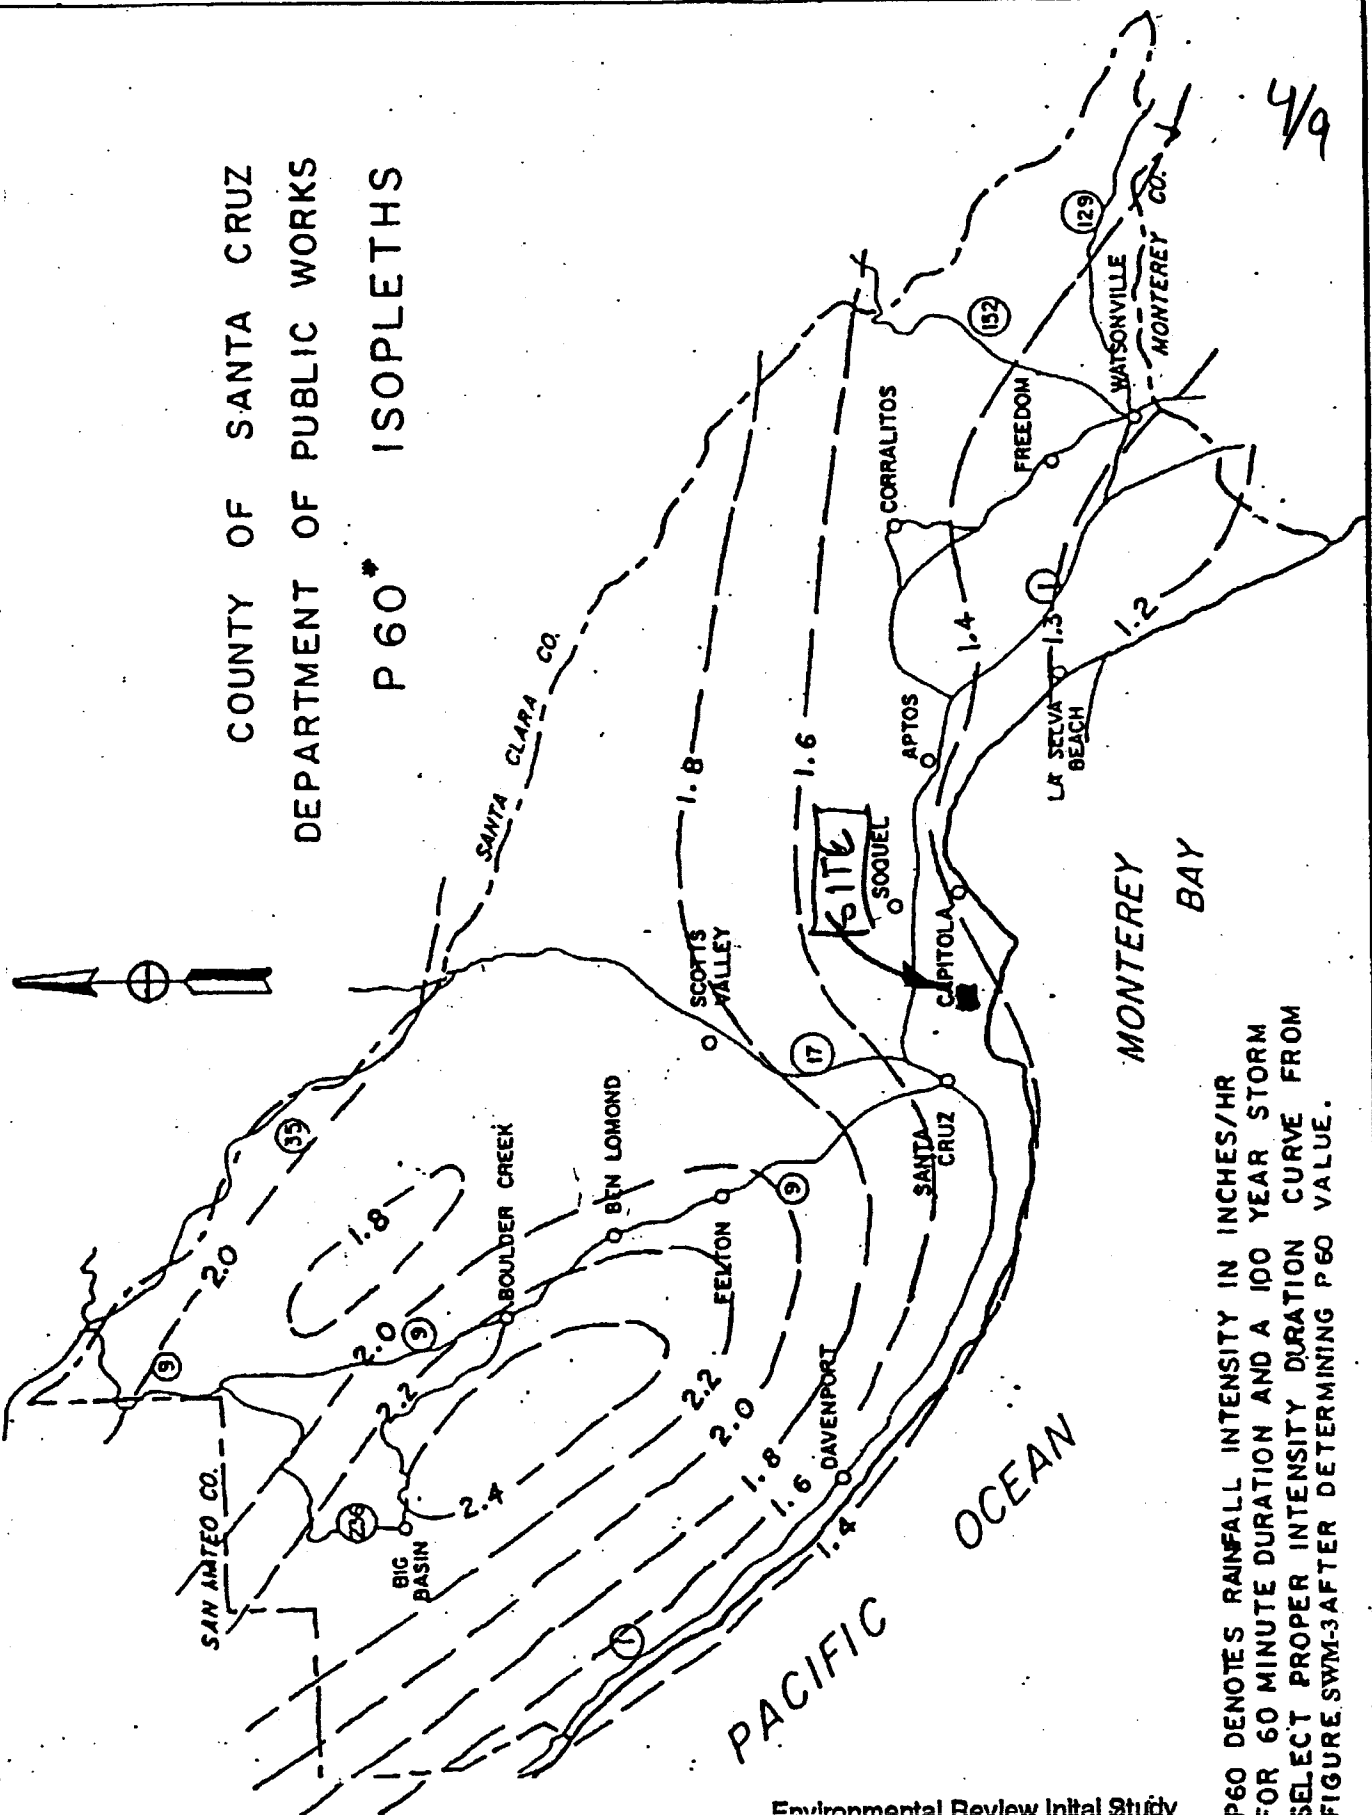 COUNTY OF SANTA CRUZ
DEPARTMENT OF PUBLIC WORKS
P60* ISOPLETHS
4/9
SAN MATEO CO.
SANTA CLARA CO.
MONTEREY CO.
9
35
2.0
1.8
2.0
9
2.2
236
BIG
BASIN
2.4
BOULDER CREEK
BEN LOMOND
FELTON
9
2.2
2.0
1.8
1.6
1.4
DAVENPORT
1
SCOTTS
VALLEY
17
SANTA
CRUZ
1.8
1.6
SITE
SOQUEL
CAPITOLA
APTOS
CORRALITOS
FREEDOM
WATSONVILLE
152
129
1
1.4
1.3
1.2
LA SELVA
BEACH
MONTEREY
BAY
PACIFIC
OCEAN
P60 DENOTES RAINFALL INTENSITY IN INCHES/HR
FOR 60 MINUTE DURATION AND A 100 YEAR STORM
SELECT PROPER INTENSITY DURATION CURVE FROM
FIGURE SWM-3 AFTER DETERMINING P60 VALUE.
Environmental Review Inital Study